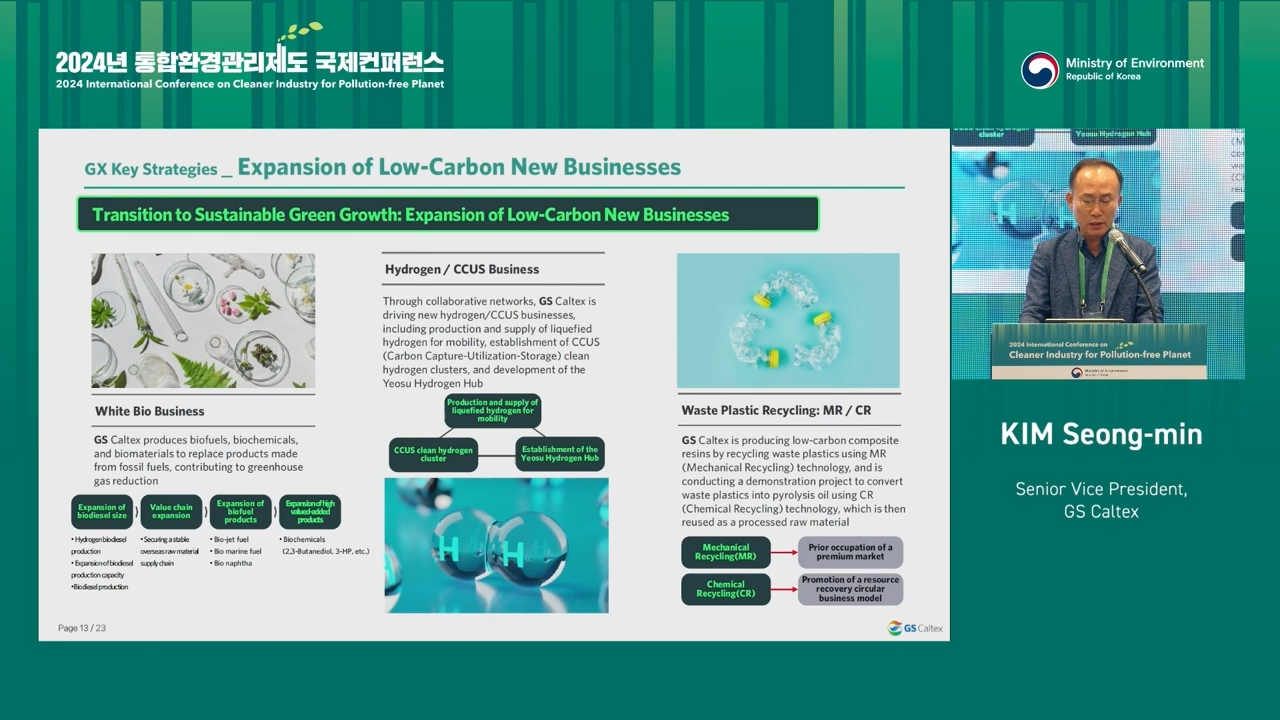 2024년 통합환경관리제도 국제컨퍼런스
2024 International Conference on Cleaner Industry for Pollution-free Planet
Ministry of Environment
Republic of Korea
GX Key Strategies _ Expansion of Low-Carbon New Businesses
Transition to Sustainable Green Growth: Expansion of Low-Carbon New Businesses
White Bio Business
GS Caltex produces biofuels, biochemicals,
and biomaterials to replace products made
from fossil fuels, contributing to greenhouse
gas reduction
Expansion of
biodiesel size
Value chain
expansion
Expansion of
biofuel
products
Expansion of high
valued-added
products
• Hydrogen biodiesel
production
• Expansion of biodiesel
production capacity
•Biodiesel production
• Securing a stable
overseas raw material
supply chain
• Bio-jet fuel
• Bio marine fuel
• Bio naphtha
• Biochemicals
(2,3-Butanediol, 3-HP, etc.)
Hydrogen / CCUS Business
Through collaborative networks, GS Caltex is
driving new hydrogen/CCUS businesses,
including production and supply of liquefied
hydrogen for mobility, establishment of CCUS
(Carbon Capture-Utilization-Storage) clean
hydrogen clusters, and development of the
Yeosu Hydrogen Hub
Production and supply of
liquefied hydrogen for
mobility
CCUS clean hydrogen
cluster
Establishment of the
Yeosu Hydrogen Hub
H H
Waste Plastic Recycling: MR / CR
GS Caltex is producing low-carbon composite
resins by recycling waste plastics using MR
(Mechanical Recycling) technology, and is
conducting a demonstration project to convert
waste plastics into pyrolysis oil using CR
(Chemical Recycling) technology, which is then
reused as a processed raw material
Mechanical
Recycling(MR)
Prior occupation of a
premium market
Chemical
Recycling(CR)
Promotion of a resource
recovery circular
business model
Page 13 / 23
GS Caltex
cluster
Yeosu Hydrogen Hub
2024 International Conference on
Cleaner Industry for Pollution-free Planet
Ministry of Environment
KIM Seong-min
Senior Vice President,
GS Caltex